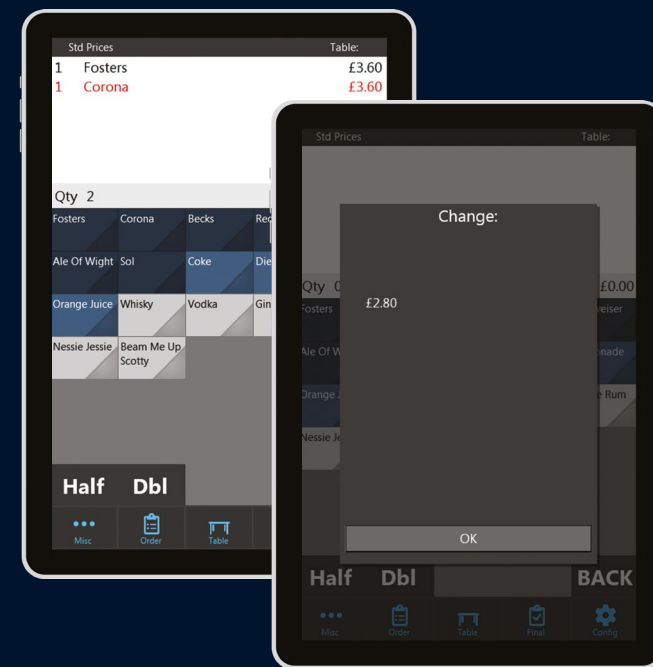 Std Prices Table:
1 Fosters £3.60
1 Corona £3.60
Qty 2
Fosters Corona Becks
Ale Of Wight Sol Coke
Orange Juice Whisky Vodka Gin
Nessie Jessie Beam Me Up
Scotty
Half Dbl
Misc Order Table
Std Prices Table:
Change:
Qty £0.00
£2.80
Fosters
Ale Of
Orange
Nessie
Rum
OK
Half Dbl BACK
Misc Order Table Final Config